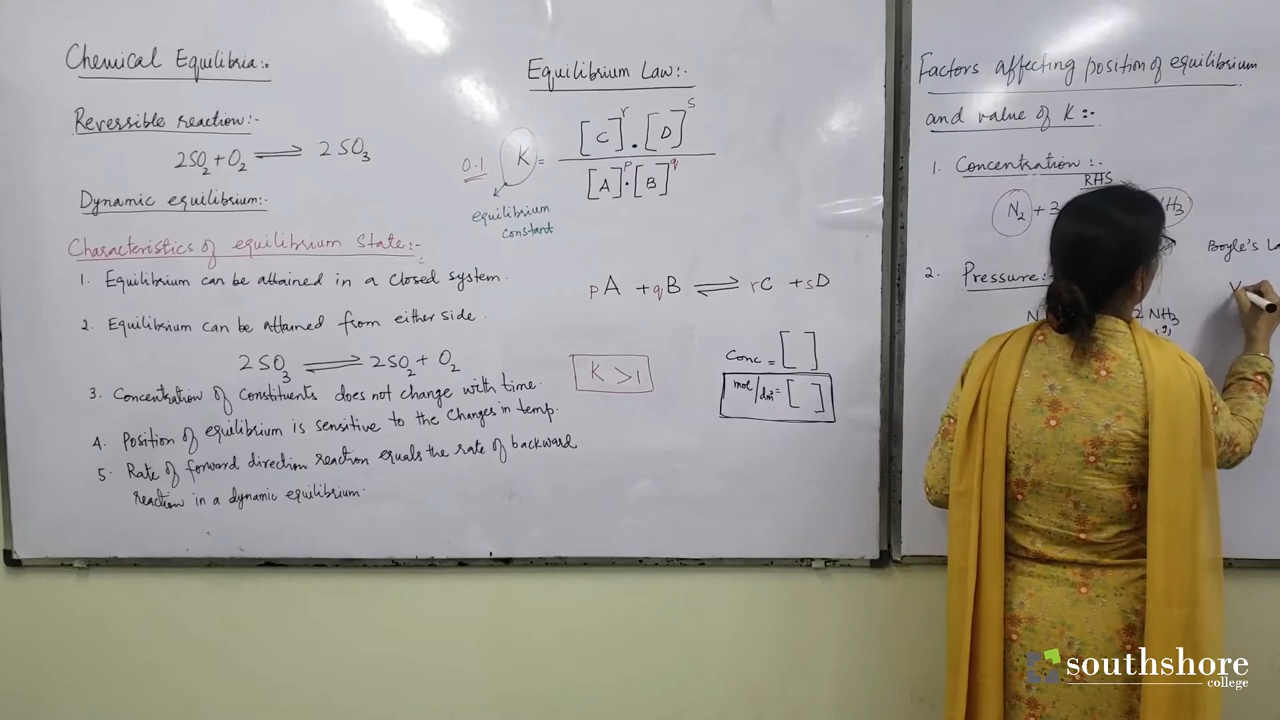 Chemical Equilibria:-
Reversible reaction:-
2SO₂ + O₂ ⇌ 2SO₃
Dynamic equilibrium:-
Characteristics of equilibrium State:-
1. Equilibrium can be attained in a closed system.
2. Equilibrium can be attained from either side.
2SO₃ ⇌ 2SO₂ + O₂
3. Concentration of constituents does not change with time.
4. Position of equilibrium is sensitive to the changes in temp.
5. Rate of forward direction reaction equals the rate of backward
reaction in a dynamic equilibrium.
Equilibrium Law:-
0.1 K = [C]^r . [D]^s / [A]^p . [B]^q
equilibrium
constant
pA + qB ⇌ rC + sD
K > 1
Conc = [ ]
mol/dm³ = [ ]
Factors affecting position of equilibrium
and value of K:-
1. Concentration:-
RHS
N₂ + 3 H₃
Boyle's
2. Pressure:-
N 2 NH₃
(g)
V
southshore
college